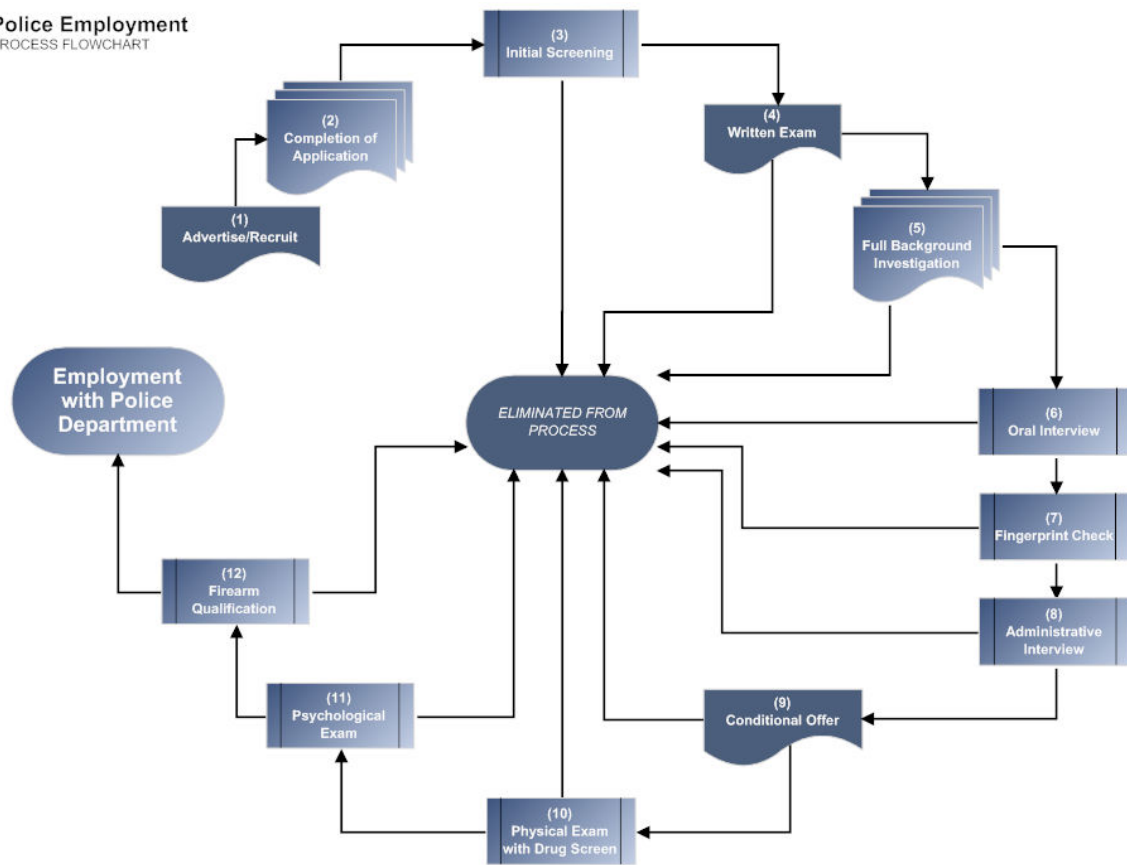 Police Employment
PROCESS FLOWCHART
(1)
Advertise/Recruit
(2)
Completion of
Application
(3)
Initial Screening
(4)
Written Exam
(5)
Full Background
Investigation
(6)
Oral Interview
(7)
Fingerprint Check
(8)
Administrative
Interview
(9)
Conditional Offer
(10)
Physical Exam
with Drug Screen
(11)
Psychological
Exam
(12)
Firearm
Qualification
Employment
with Police
Department
ELIMINATED FROM
PROCESS